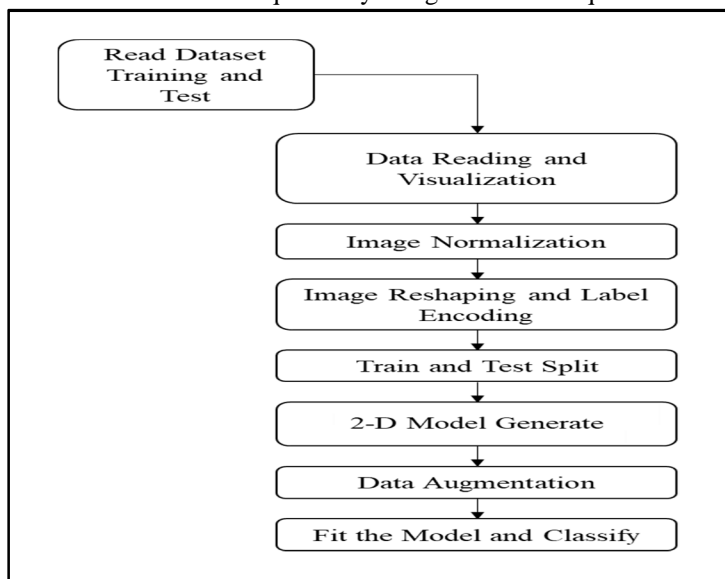 Read Dataset
Training and
Test
Data Reading and
Visualization
Image Normalization
Image Reshaping and Label
Encoding
Train and Test Split
2-D Model Generate
Data Augmentation
Fit the Model and Classify